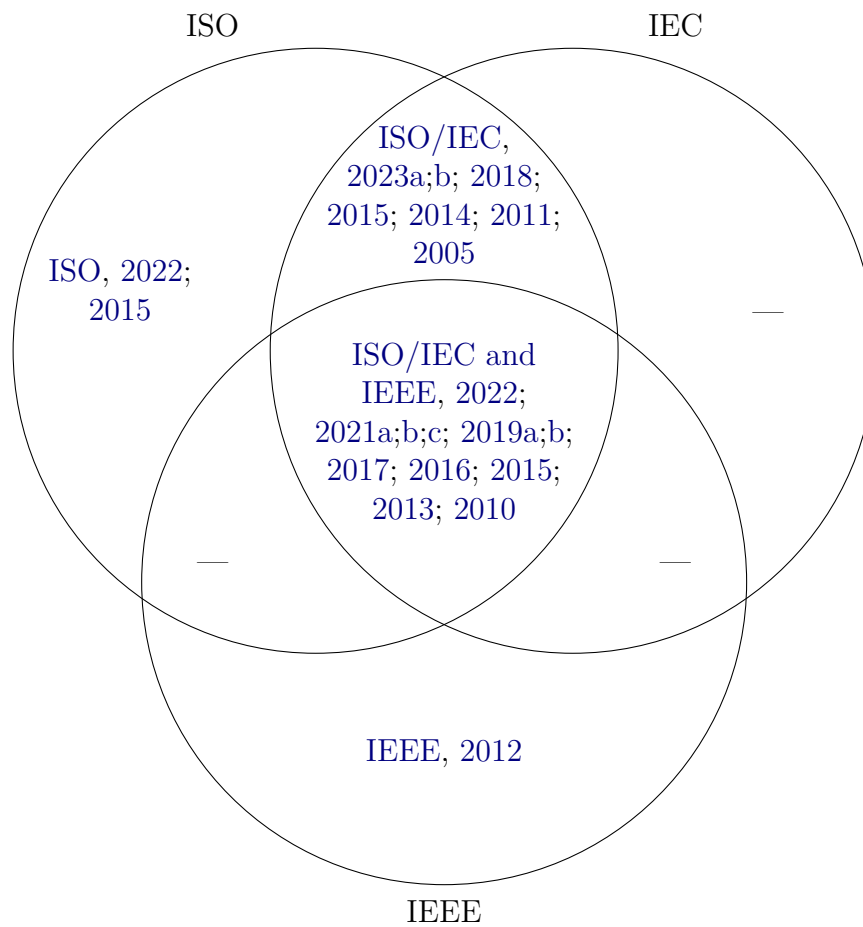 ISO
IEC
ISO/IEC,
2023a;b; 2018;
2015; 2014; 2011;
2005
ISO, 2022;
2015
—
ISO/IEC and
IEEE, 2022;
2021a;b;c; 2019a;b;
2017; 2016; 2015;
2013; 2010
—
—
IEEE, 2012
IEEE